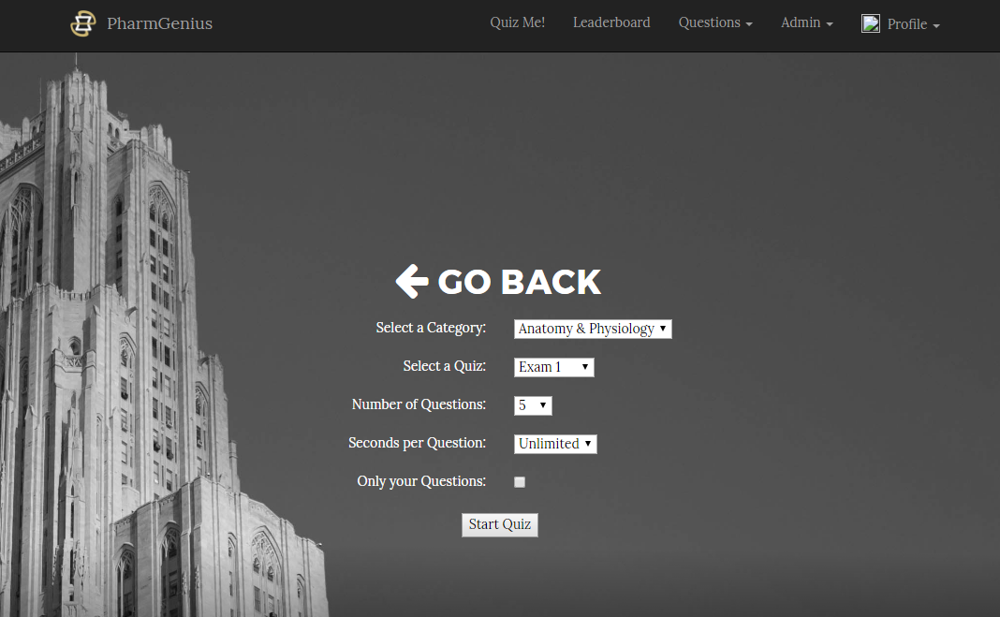 PharmGenius Quiz Me! Leaderboard Questions Admin Profile
GO BACK
Select a Category: Anatomy & Physiology
Select a Quiz: Exam 1
Number of Questions: 5
Seconds per Question: Unlimited
Only your Questions:
Start Quiz